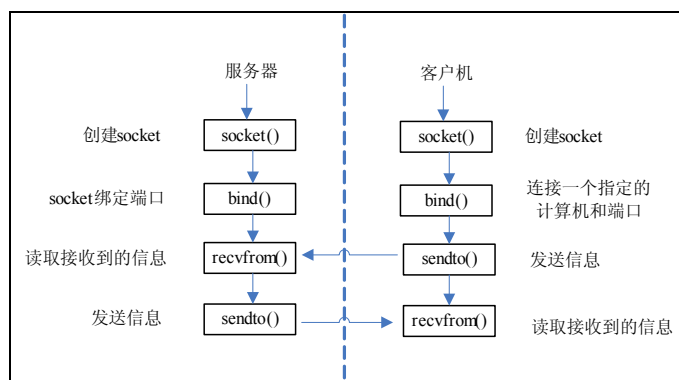 服务器
客户机
创建socket
socket()
socket()
创建socket
socket绑定端口
bind()
bind()
连接一个指定的
计算机和端口
读取接收到的信息
recvfrom()
sendto()
发送信息
发送信息
sendto()
recvfrom()
读取接收到的信息